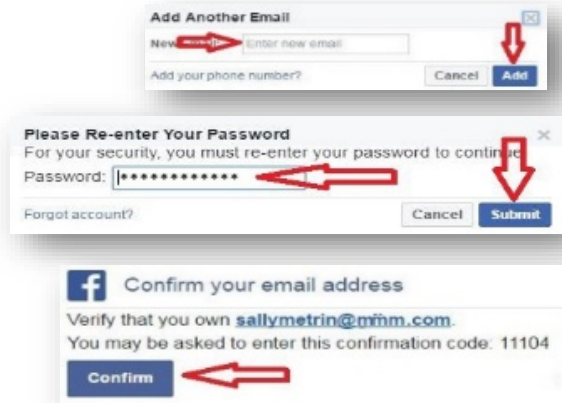 Add Another Email
New Enter new email
Add your phone number? Cancel Add
Please Re-enter Your Password
For your security, you must re-enter your password to continue
Password: ••••••••••••
Forgot account? Cancel Submit
f Confirm your email address
Verify that you own sallymetrin@mmm.com.
You may be asked to enter this confirmation code: 11104
Confirm